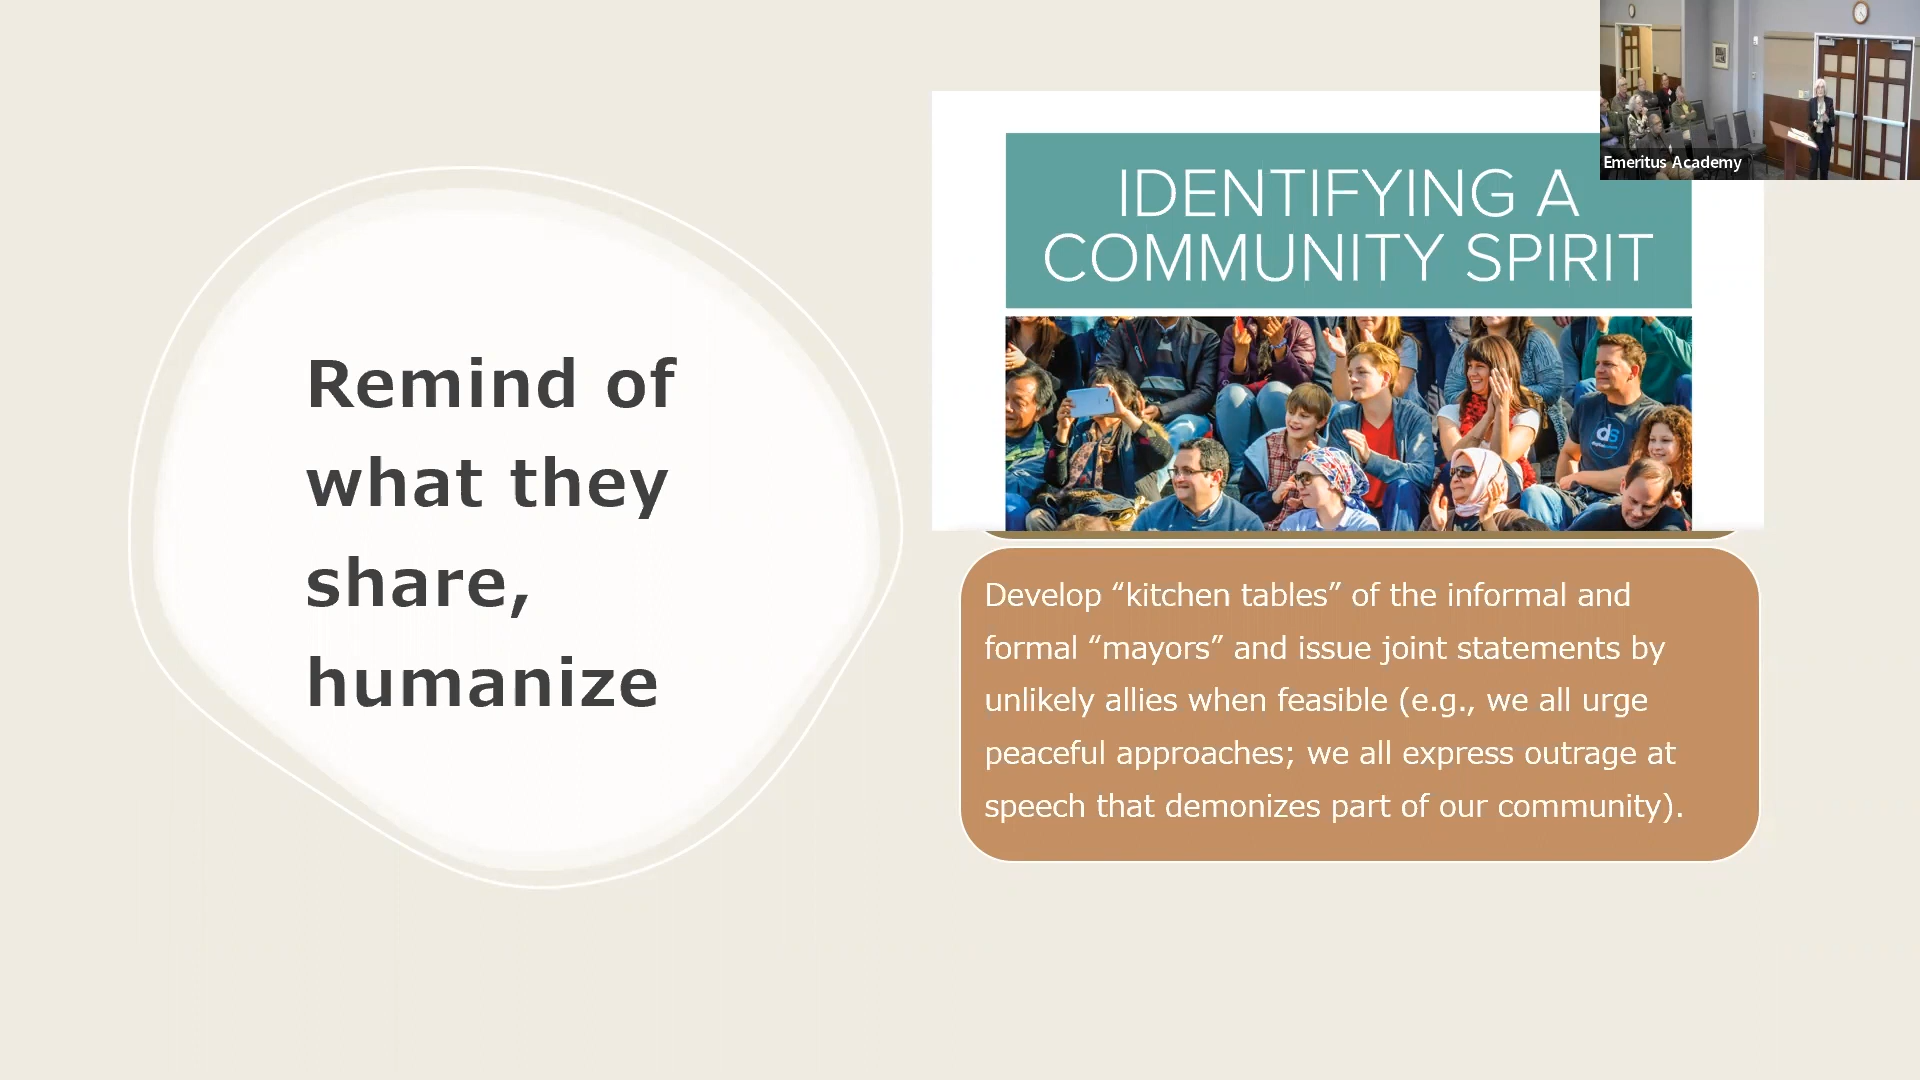 Remind of
what they
share,
humanize
IDENTIFYING A
COMMUNITY SPIRIT
ds
Develop “kitchen tables” of the informal and
formal “mayors” and issue joint statements by
unlikely allies when feasible (e.g., we all urge
peaceful approaches; we all express outrage at
speech that demonizes part of our community).
Emeritus Academy